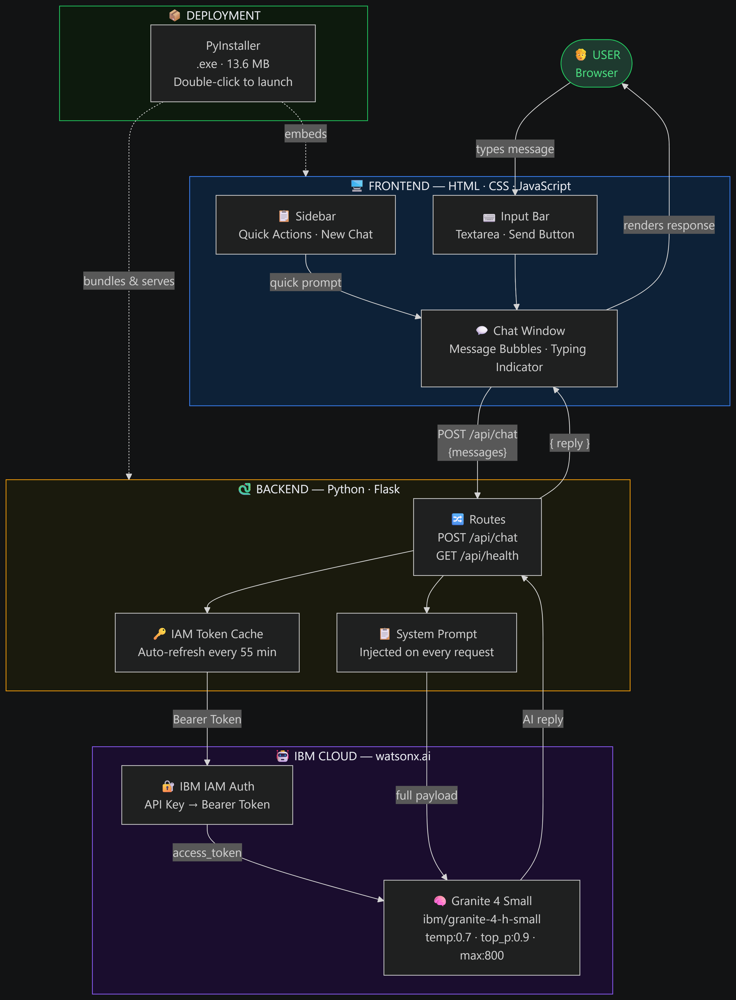 📦 DEPLOYMENT
PyInstaller
.exe · 13.6 MB
Double-click to launch
USER
Browser
embeds
types message
FRONTEND — HTML · CSS · JavaScript
Sidebar
Quick Actions · New Chat
Input Bar
Textarea · Send Button
renders response
bundles & serves
quick prompt
Chat Window
Message Bubbles · Typing
Indicator
POST /api/chat
{messages}
{ reply }
BACKEND — Python · Flask
Routes
POST /api/chat
GET /api/health
IAM Token Cache
Auto-refresh every 55 min
System Prompt
Injected on every request
Bearer Token
AI reply
IBM CLOUD — watsonx.ai
IBM IAM Auth
API Key → Bearer Token
full payload
access_token
Granite 4 Small
ibm/granite-4-h-small
temp:0.7 · top_p:0.9 ·
max:800